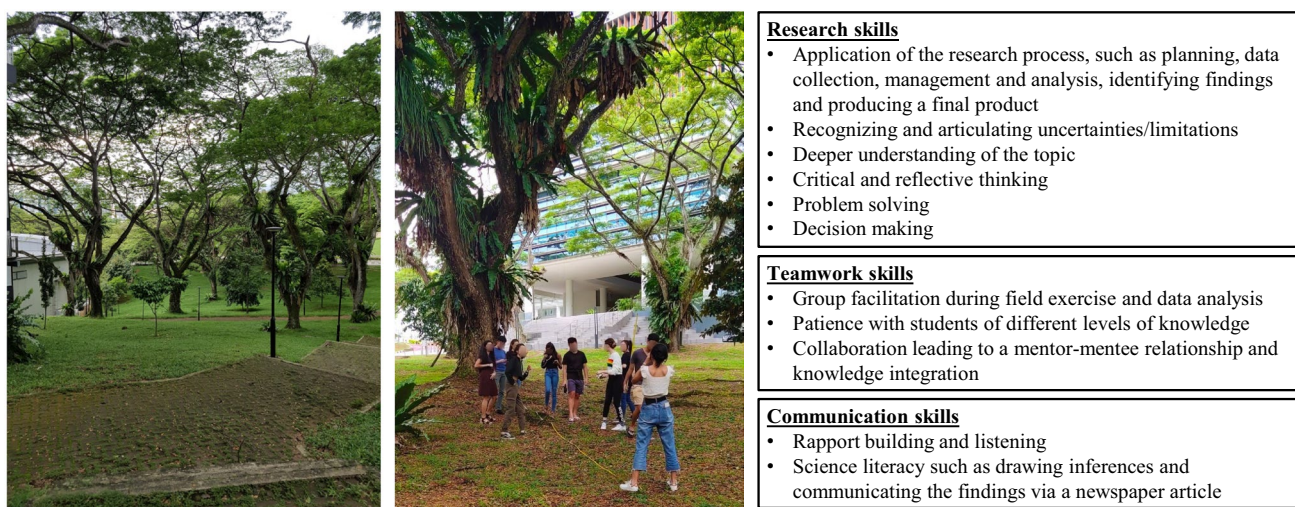 Research skills
• Application of the research process, such as planning, data
collection, management and analysis, identifying findings
and producing a final product
• Recognizing and articulating uncertainties/limitations
• Deeper understanding of the topic
• Critical and reflective thinking
• Problem solving
• Decision making
Teamwork skills
• Group facilitation during field exercise and data analysis
• Patience with students of different levels of knowledge
• Collaboration leading to a mentor-mentee relationship and
knowledge integration
Communication skills
• Rapport building and listening
• Science literacy such as drawing inferences and
communicating the findings via a newspaper article